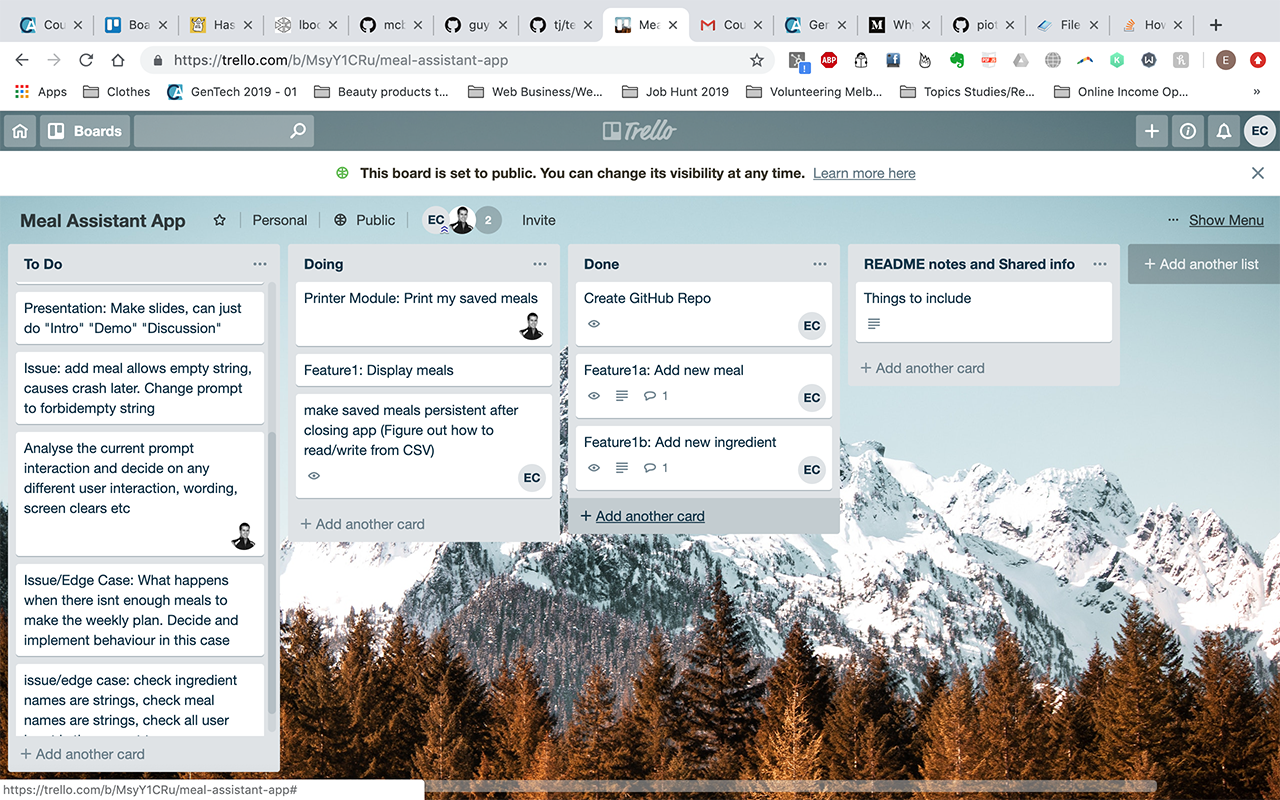 Cou
Boa
Has
lboc
mcb
guy
tj/te
Mea
Cou
Ger
Why
piot
File
How
https://trello.com/b/MsyY1CRu/meal-assistant-app
ABP
E
Apps
Clothes
GenTech 2019 - 01
Beauty products t...
Web Business/We...
Job Hunt 2019
Volunteering Melb...
Topics Studies/Re...
Online Income Op...
»
Boards
Trello
EC
This board is set to public. You can change its visibility at any time. Learn more here
Meal Assistant App
Personal
Public
EC
2
Invite
... Show Menu
To Do
Presentation: Make slides, can just
do "Intro" "Demo" "Discussion"
Issue: add meal allows empty string,
causes crash later. Change prompt
to forbidempty string
Analyse the current prompt
interaction and decide on any
different user interaction, wording,
screen clears etc
Issue/Edge Case: What happens
when there isnt enough meals to
make the weekly plan. Decide and
implement behaviour in this case
issue/edge case: check ingredient
names are strings, check meal
names are strings, check all user
+ Add another card
Doing
Printer Module: Print my saved meals
Feature1: Display meals
make saved meals persistent after
closing app (Figure out how to
read/write from CSV)
EC
+ Add another card
Done
Create GitHub Repo
EC
Feature1a: Add new meal
1
EC
Feature1b: Add new ingredient
1
EC
+ Add another card
README notes and Shared info
Things to include
+ Add another card
+ Add another list
https://trello.com/b/MsyY1CRu/meal-assistant-app#